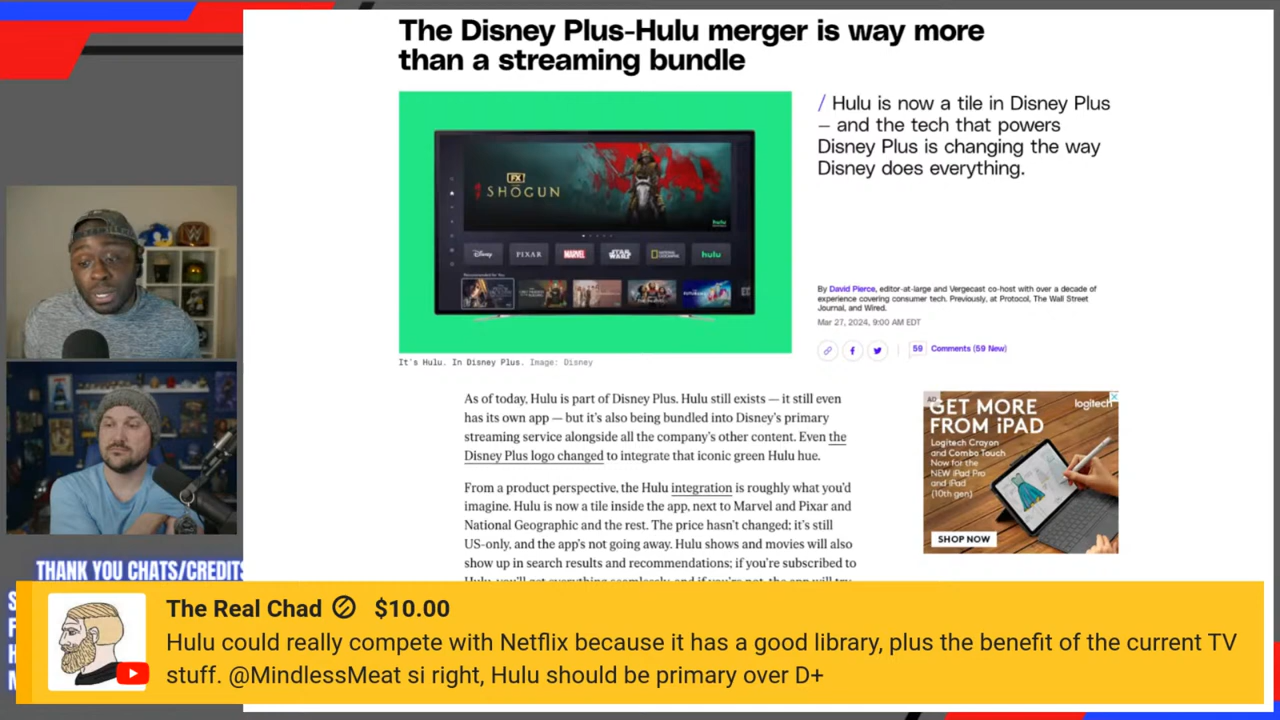 The Disney Plus-Hulu merger is way more
than a streaming bundle
/ Hulu is now a tile in Disney Plus
— and the tech that powers
Disney Plus is changing the way
Disney does everything.
FX
SHŌGUN
hulu
Disney
PIXAR
MARVEL
STAR WARS
NATIONAL GEOGRAPHIC
hulu
Recommended For You
By David Pierce, editor-at-large and Vergecast co-host with over a decade of
experience covering consumer tech. Previously, at Protocol, The Wall Street
Journal, and Wired.
Mar 27, 2024, 9:00 AM EDT
59 Comments (59 New)
It's Hulu. In Disney Plus. Image: Disney
As of today, Hulu is part of Disney Plus. Hulu still exists — it still even
has its own app — but it's also being bundled into Disney's primary
streaming service alongside all the company's other content. Even the
Disney Plus logo changed to integrate that iconic green Hulu hue.
From a product perspective, the Hulu integration is roughly what you'd
imagine. Hulu is now a tile inside the app, next to Marvel and Pixar and
National Geographic and the rest. The price hasn't changed; it's still
US-only, and the app's not going away. Hulu shows and movies will also
show up in search results and recommendations; if you're subscribed to
AD
logitech
GET MORE
FROM iPAD
Logitech Crayon
and Combo Touch
Now for the
NEW iPad Pro
and iPad
(10th gen)
SHOP NOW
THANK YOU CHATS/CREDITS
The Real Chad $10.00
Hulu could really compete with Netflix because it has a good library, plus the benefit of the current TV
stuff. @MindlessMeat si right, Hulu should be primary over D+